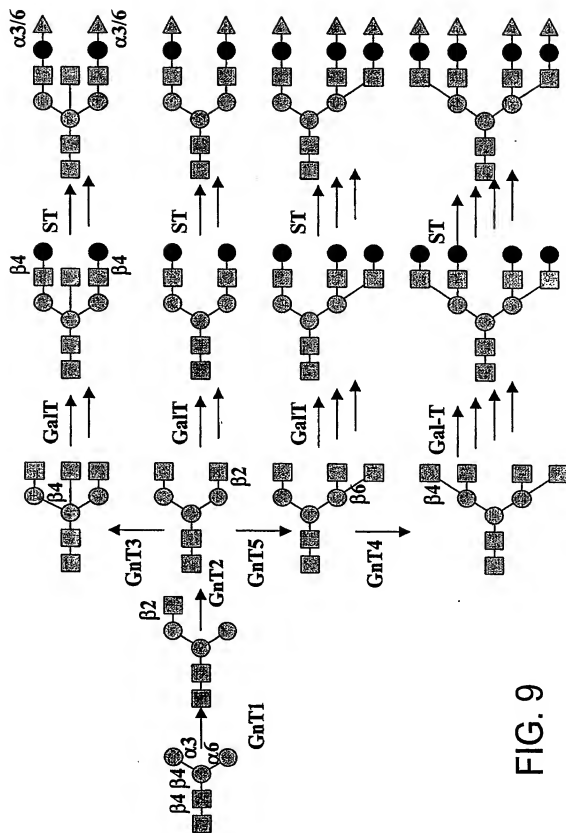 α3/6
α3/6
ST
ST
ST
ST
β4
β4
GalT
GalT
GalT
Gal-T
β4
β2
β6
β4
GnT3
GnT2
GnT5
GnT4
β2
GnT1
β4 β4
α3
α6
FIG. 9